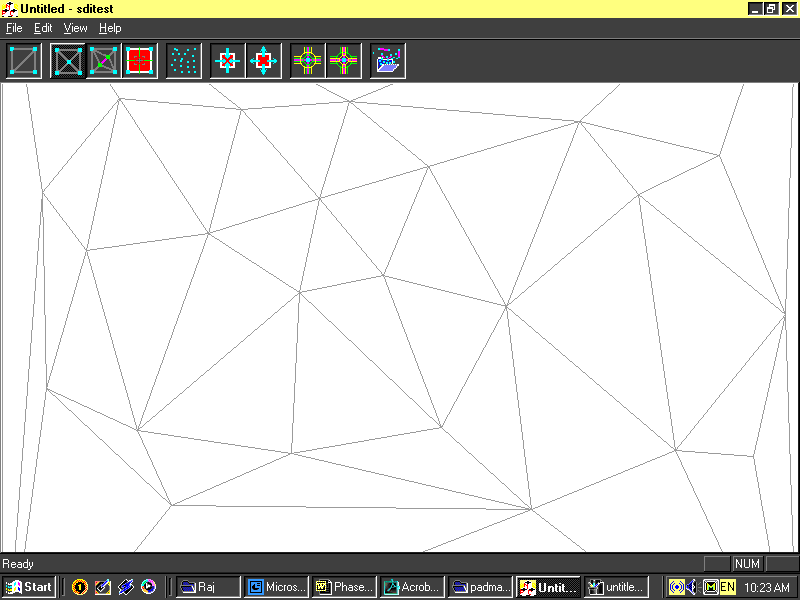 Untitled - sditest
File Edit View Help
Ready NUM
Start 1 Raj Micros... Phase... Acrob... padma... Untit... untitle... EN 10:23 AM